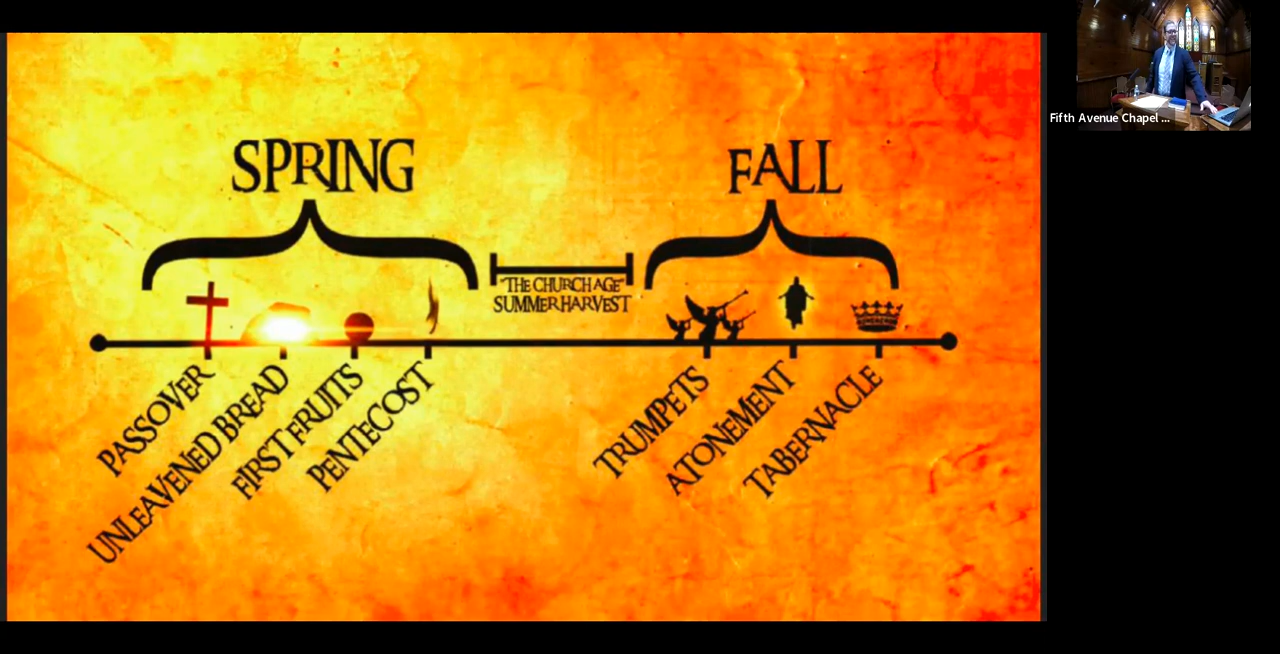 SPRING
FALL
"THE CHURCH AGE"
SUMMER HARVEST
PASSOVER
UNLEAVENED BREAD
FIRST FRUITS
PENTECOST
TRUMPETS
ATONEMENT
TABERNACLE
Fifth Avenue Chapel ...